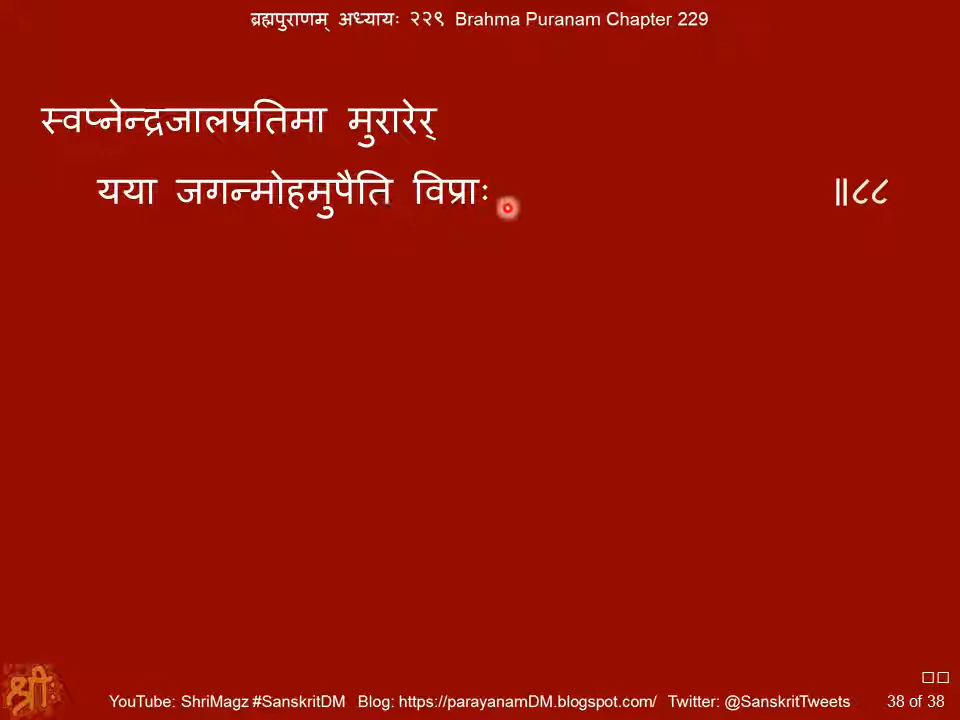 ब्रह्मपुराणम् अध्यायः २२९ Brahma Puranam Chapter 229
स्वप्नेन्द्रजालप्रतिमा मुरारेर्
यया जगन्मोहमुपैति विप्राः ॥८८
श्रीः
YouTube: ShriMagz #SanskritDM Blog: https://parayanamDM.blogspot.com/ Twitter: @SanskritTweets 38 of 38